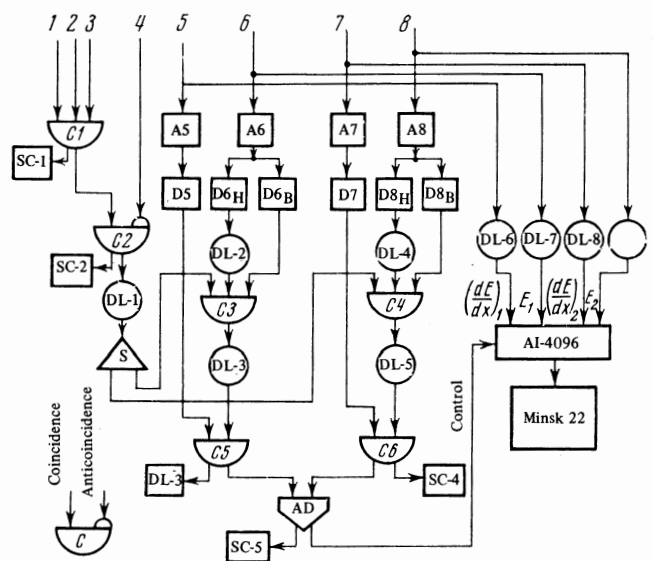 1 2 3 4 5 6 7 8
C1
SC-1
A5 A6 A7 A8
D5 D6H D6B D7 D8H D8B
C2
SC-2
DL-1
DL-2
DL-4
DL-6 DL-7 DL-8
S
C3
C4
(dE/dx)1 E1 (dE/dx)2 E2
AI-4096
DL-3
DL-5
Minsk 22
Control
C5
C6
DL-3
SC-4
AD
SC-5
Coincidence
Anticoincidence
C